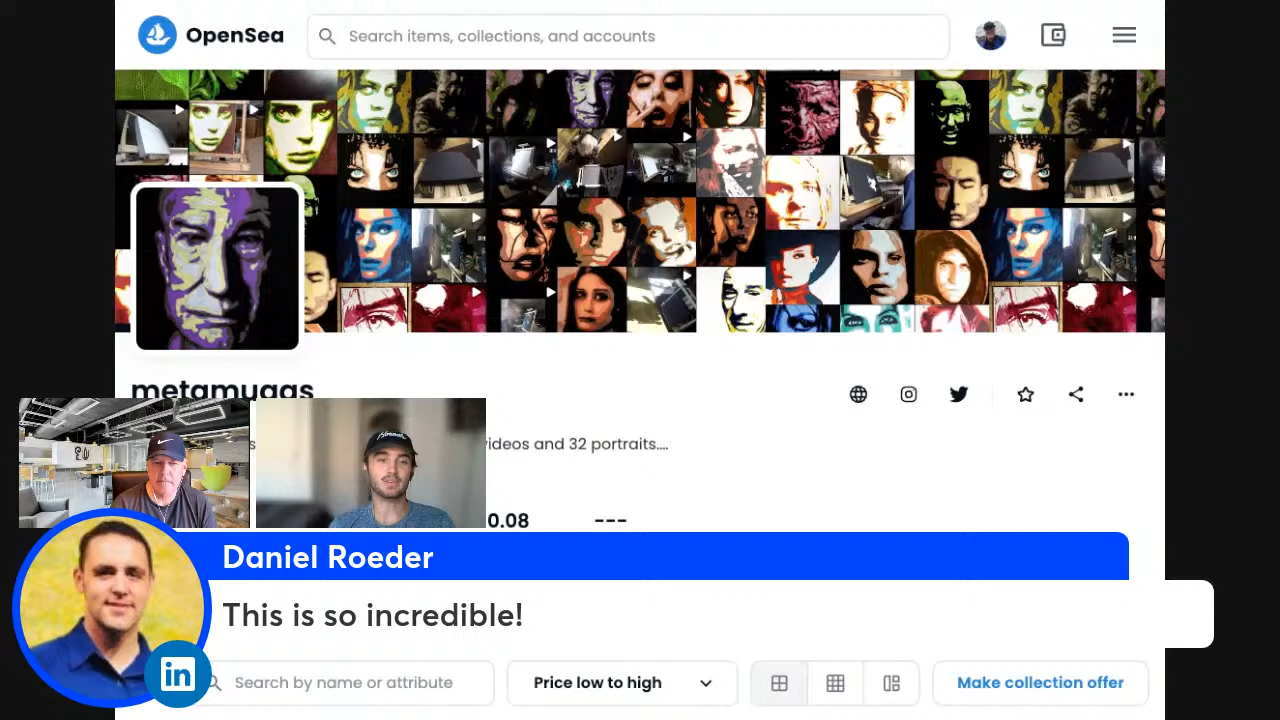 OpenSea
Search items, collections, and accounts
metamuggs
videos and 32 portraits....
0.08 ---
Daniel Roeder
This is so incredible!
in
Search by name or attribute
Price low to high
Make collection offer